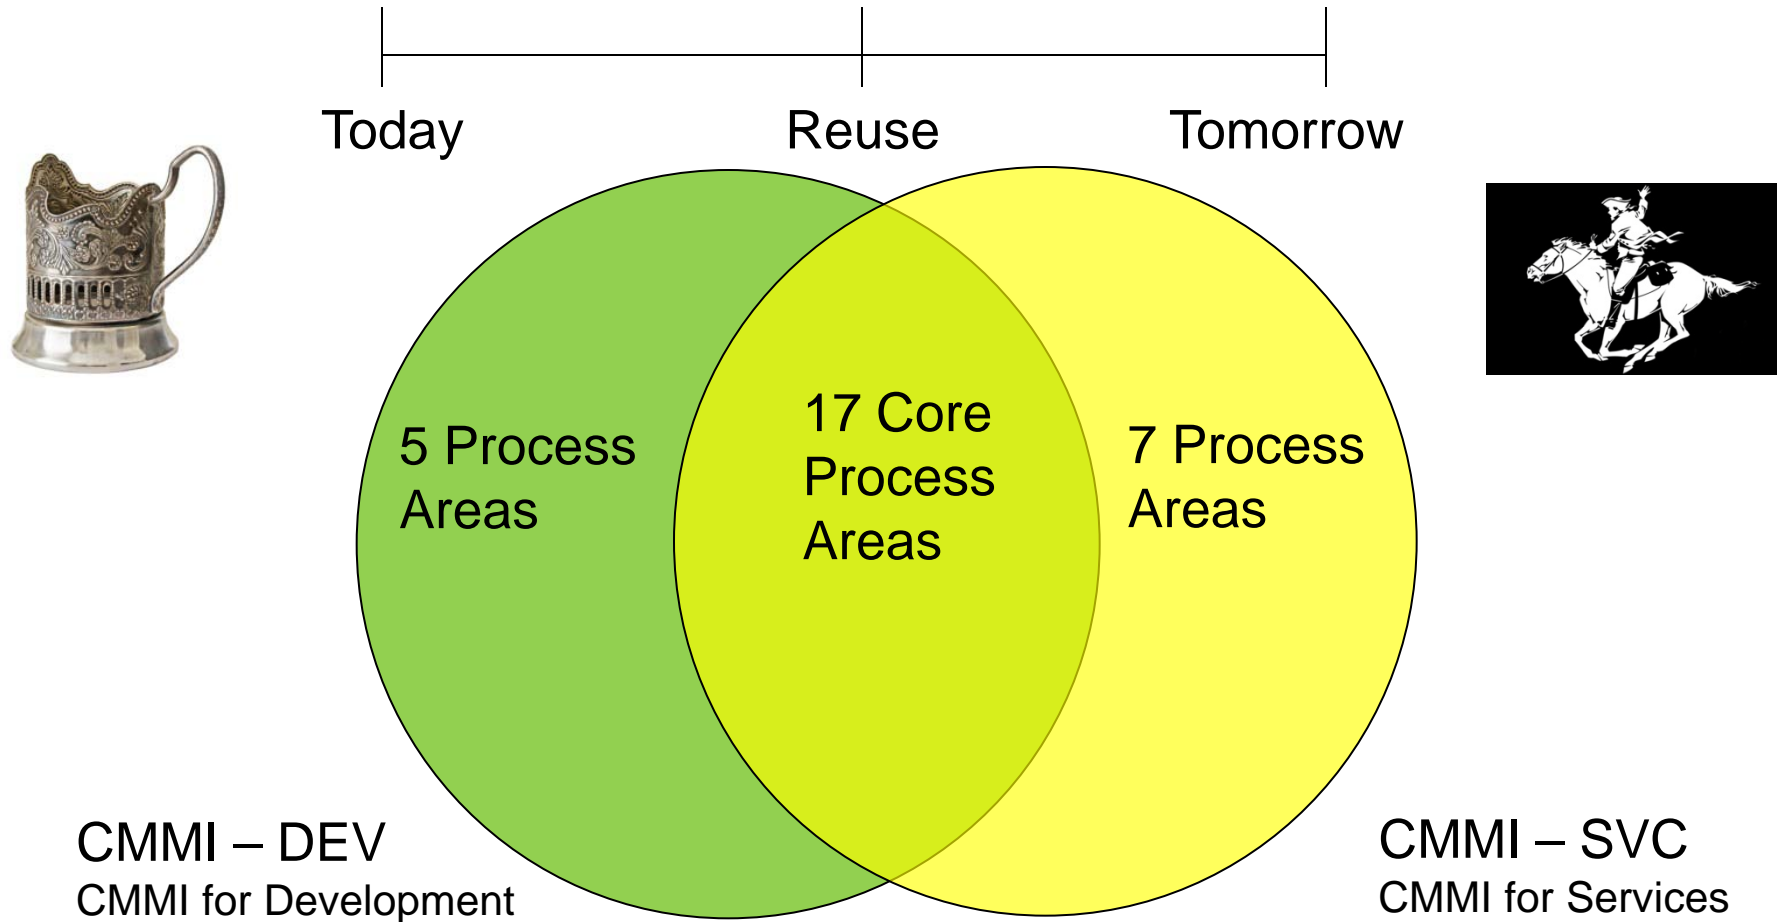 Today
Reuse
Tomorrow
5 Process
Areas
17 Core
Process
Areas
7 Process
Areas
CMMI – DEV
CMMI for Development
CMMI – SVC
CMMI for Services